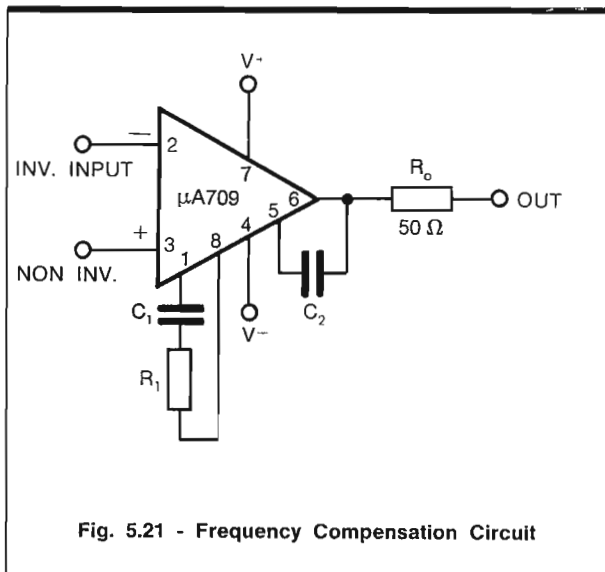 V+
− 2
INV. INPUT
7
R₀
μA709
6
OUT
5
50 Ω
+ 3
4
8
NON INV.
1
C₁
C₂
V−
R₁
Fig. 5.21 - Frequency Compensation Circuit